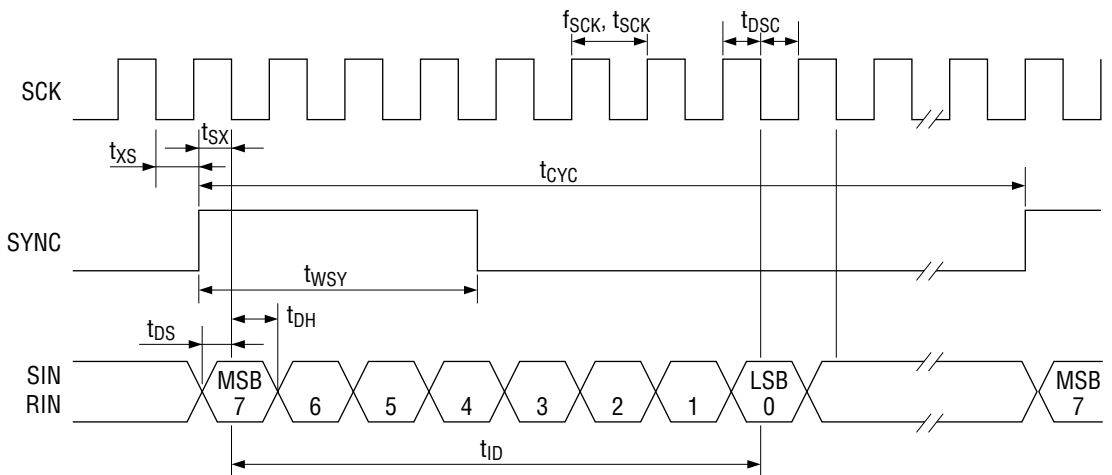 fSCK, tSCK
tDSC
SCK
tSX
tXS
tCYC
SYNC
tWSY
tDS
tDH
SIN
RIN
MSB
7
6
5
4
3
2
1
LSB
0
MSB
7
tID